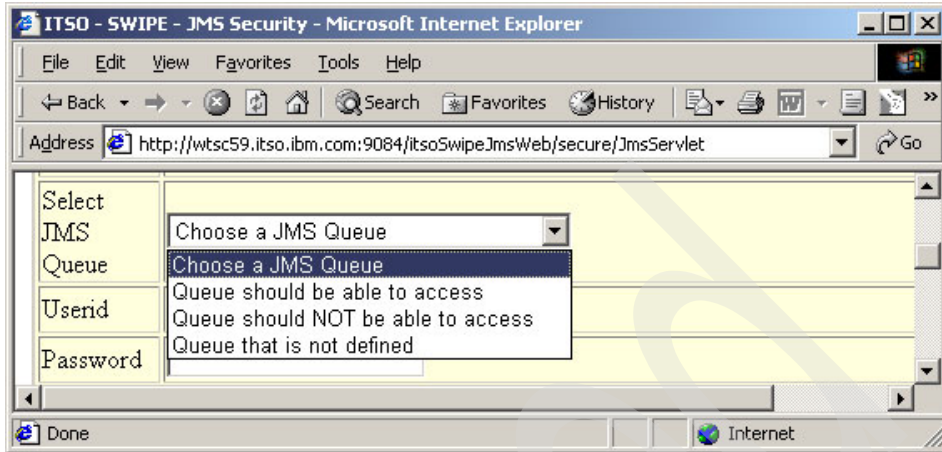 ITSO - SWIPE - JMS Security - Microsoft Internet Explorer
File Edit View Favorites Tools Help
Back Search Favorites History »
Address http://wtsc59.itso.ibm.com:9084/itsoSwipeJmsWeb/secure/JmsServlet Go
Select
JMS
Queue
Choose a JMS Queue
Choose a JMS Queue
Queue should be able to access
Queue should NOT be able to access
Queue that is not defined
Userid
Password
Done Internet